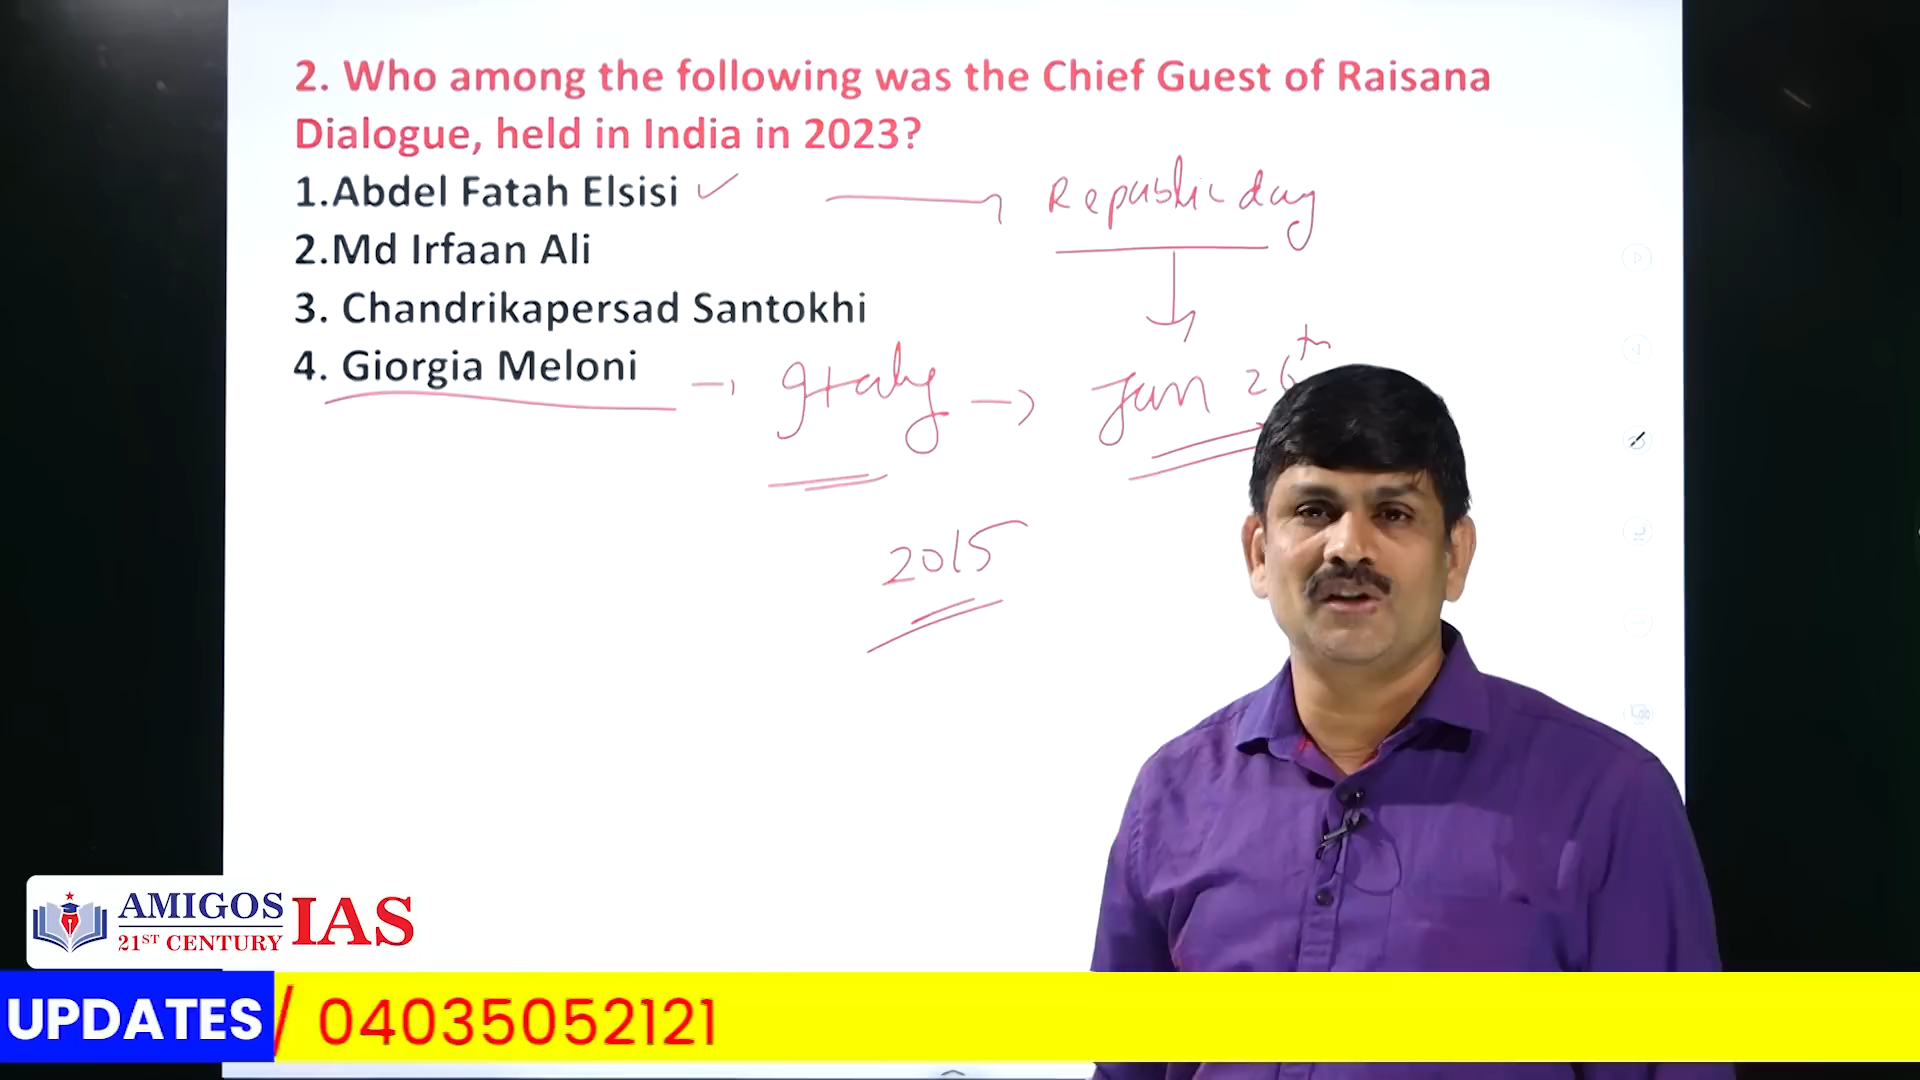 2. Who among the following was the Chief Guest of Raisana
Dialogue, held in India in 2023?
1.Abdel Fatah Elsisi
Republic day
2.Md Irfaan Ali
3. Chandrikapersad Santokhi
4. Giorgia Meloni
Italy
Jan 26th
2015
AMIGOS IAS
21ST CENTURY
UPDATES / 04035052121